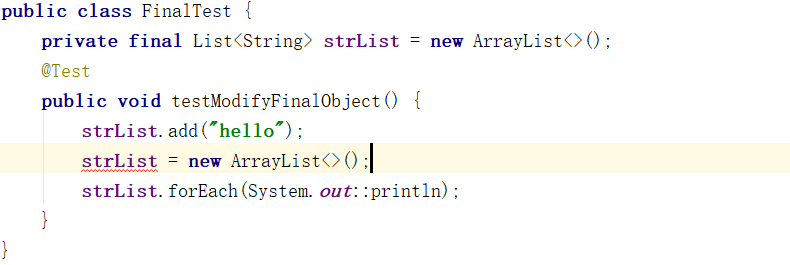 public class FinalTest {
    private final List<String> strList = new ArrayList<>();
    @Test
    public void testModifyFinalObject() {
        strList.add("hello");
        strList = new ArrayList<>();
        strList.forEach(System.out::println);
    }
}